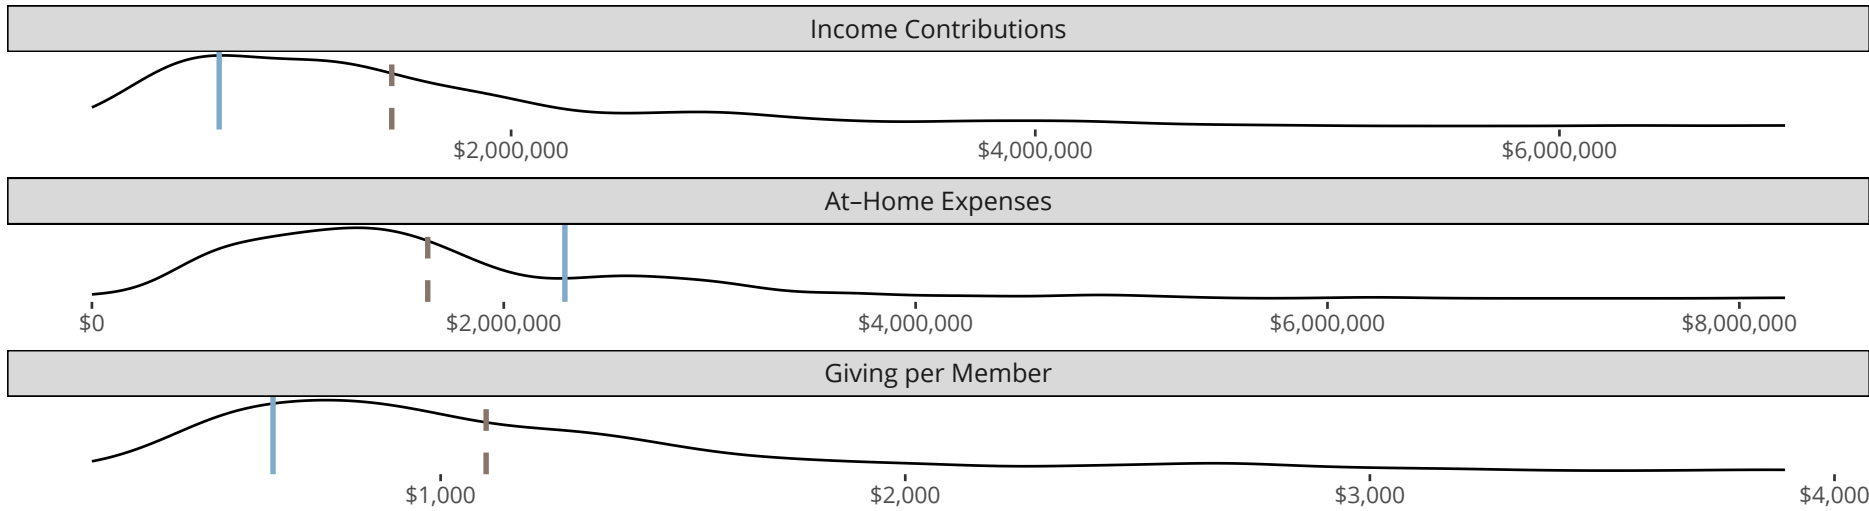 Income Contributions
$2,000,000 $4,000,000 $6,000,000
At–Home Expenses
$0 $2,000,000 $4,000,000 $6,000,000 $8,000,000
Giving per Member
$1,000 $2,000 $3,000 $4,000